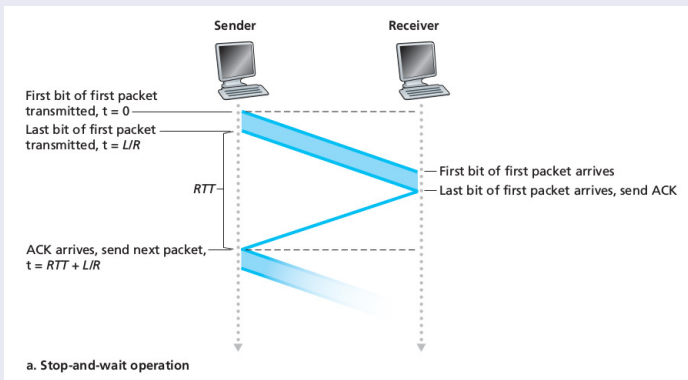 Sender
Receiver
First bit of first packet
transmitted, t = 0
Last bit of first packet
transmitted, t = L/R
RTT
First bit of first packet arrives
Last bit of first packet arrives, send ACK
ACK arrives, send next packet,
t = RTT + L/R
a. Stop-and-wait operation